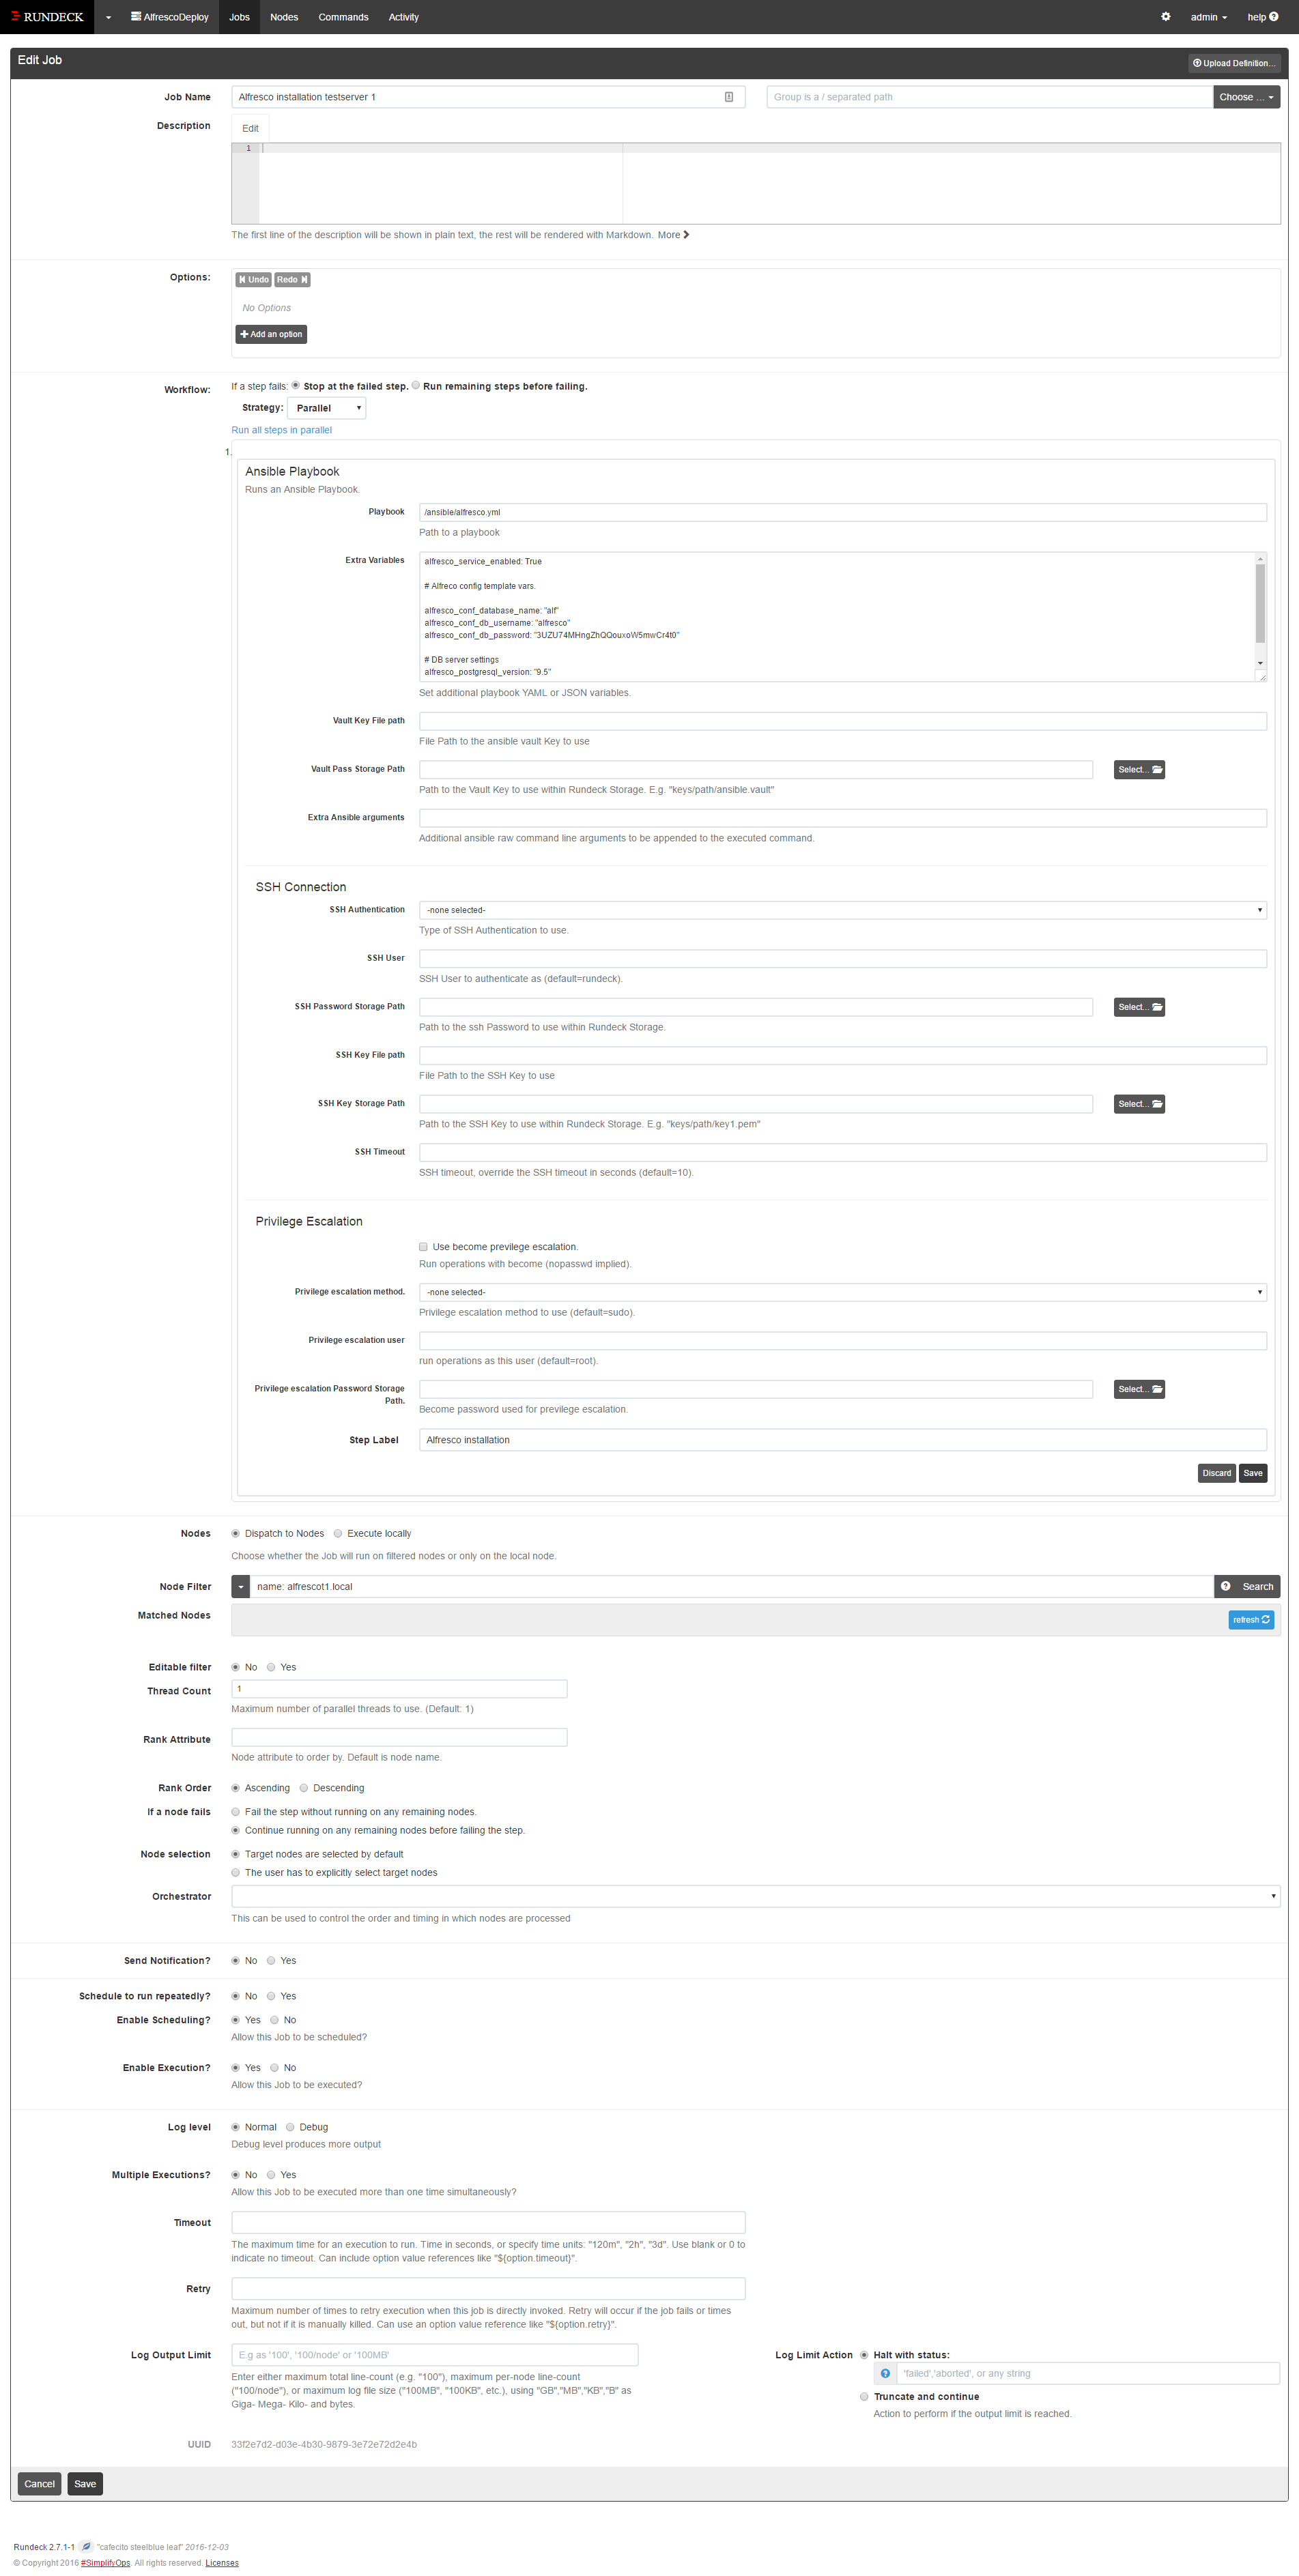 RUNDECK AlfrescoDeploy Jobs Nodes Commands Activity admin help
Edit Job Upload Definition...
Job Name Alfresco installation testserver 1 Group is a / separated path Choose ...
Description Edit
1
The first line of the description will be shown in plain text, the rest will be rendered with Markdown. More
Options: Undo Redo
No Options
Add an option
Workflow: If a step fails: Stop at the failed step. Run remaining steps before failing.
Strategy: Parallel
Run all steps in parallel
1.
Ansible Playbook
Runs an Ansible Playbook.
Playbook /ansible/alfresco.yml
Path to a playbook
Extra Variables alfresco_service_enabled: True
# Alfreco config template vars.
alfresco_conf_database_name: "alf"
alfresco_conf_db_username: "alfresco"
alfresco_conf_db_password: "3UZU74MHngZhQQouxoW5mwCr4t0"
# DB server settings
alfresco_postgresql_version: "9.5"
Set additional playbook YAML or JSON variables.
Vault Key File path
File Path to the ansible vault Key to use
Vault Pass Storage Path Select...
Path to the Vault Key to use within Rundeck Storage. E.g. "keys/path/ansible.vault"
Extra Ansible arguments
Additional ansible raw command line arguments to be appended to the executed command.
SSH Connection
SSH Authentication -none selected-
Type of SSH Authentication to use.
SSH User
SSH User to authenticate as (default=rundeck).
SSH Password Storage Path Select...
Path to the ssh Password to use within Rundeck Storage.
SSH Key File path
File Path to the SSH Key to use
SSH Key Storage Path Select...
Path to the SSH Key to use within Rundeck Storage. E.g. "keys/path/key1.pem"
SSH Timeout
SSH timeout, override the SSH timeout in seconds (default=10).
Privilege Escalation
Use become previlege escalation.
Run operations with become (nopasswd implied).
Privilege escalation method. -none selected-
Privilege escalation method to use (default=sudo).
Privilege escalation user
run operations as this user (default=root).
Privilege escalation Password Storage Path. Select...
Become password used for previlege escalation.
Step Label Alfresco installation
Discard Save
Nodes Dispatch to Nodes Execute locally
Choose whether the Job will run on filtered nodes or only on the local node.
Node Filter name: alfrescot1.local Search
Matched Nodes refresh
Editable filter No Yes
Thread Count 1
Maximum number of parallel threads to use. (Default: 1)
Rank Attribute
Node attribute to order by. Default is node name.
Rank Order Ascending Descending
If a node fails Fail the step without running on any remaining nodes.
Continue running on any remaining nodes before failing the step.
Node selection Target nodes are selected by default
The user has to explicitly select target nodes
Orchestrator
This can be used to control the order and timing in which nodes are processed
Send Notification? No Yes
Schedule to run repeatedly? No Yes
Enable Scheduling? Yes No
Allow this Job to be scheduled?
Enable Execution? Yes No
Allow this Job to be executed?
Log level Normal Debug
Debug level produces more output
Multiple Executions? No Yes
Allow this Job to be executed more than one time simultaneously?
Timeout
The maximum time for an execution to run. Time in seconds, or specify time units: "120m", "2h", "3d". Use blank or 0 to
indicate no timeout. Can include option value references like "${option.timeout}".
Retry
Maximum number of times to retry execution when this job is directly invoked. Retry will occur if the job fails or times
out, but not if it is manually killed. Can use an option value reference like "${option.retry}".
Log Output Limit E.g as '100', '100/node' or '100MB'
Enter either maximum total line-count (e.g. "100"), maximum per-node line-count
("100/node"), or maximum log file size ("100MB", "100KB", etc.), using "GB","MB","KB","B" as
Giga- Mega- Kilo- and bytes.
Log Limit Action Halt with status:
'failed','aborted', or any string
Truncate and continue
Action to perform if the output limit is reached.
UUID 33f2e7d2-d03e-4b30-9879-3e72e72d2e4b
Cancel Save
Rundeck 2.7.1-1 "cafecito steelblue leaf" 2016-12-03
© Copyright 2016 #SimplifyOps. All rights reserved. Licenses